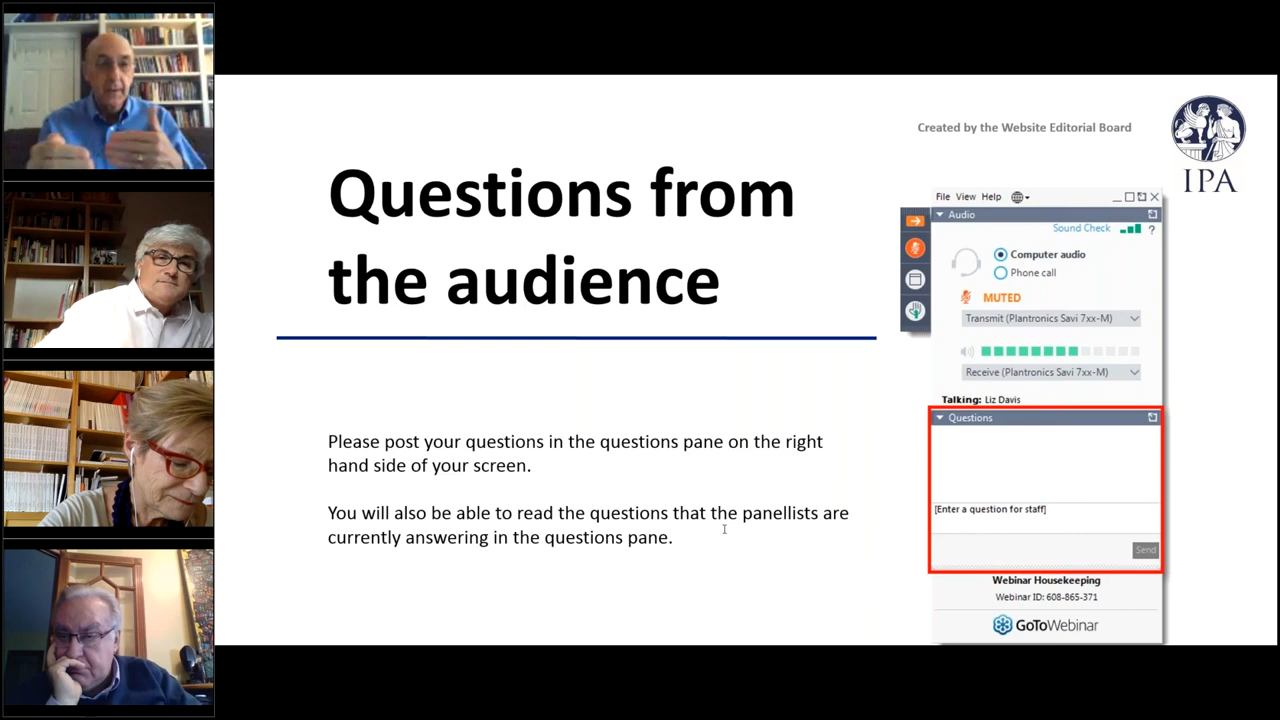 Created by the Website Editorial Board
IPA
Questions from
the audience
Please post your questions in the questions pane on the right
hand side of your screen.
You will also be able to read the questions that the panellists are
currently answering in the questions pane.
File View Help
Audio
Sound Check ?
Computer audio
Phone call
MUTED
Transmit (Plantronics Savi 7xx-M)
Receive (Plantronics Savi 7xx-M)
Talking: Liz Davis
Questions
[Enter a question for staff]
Send
Webinar Housekeeping
Webinar ID: 608-865-371
GoToWebinar